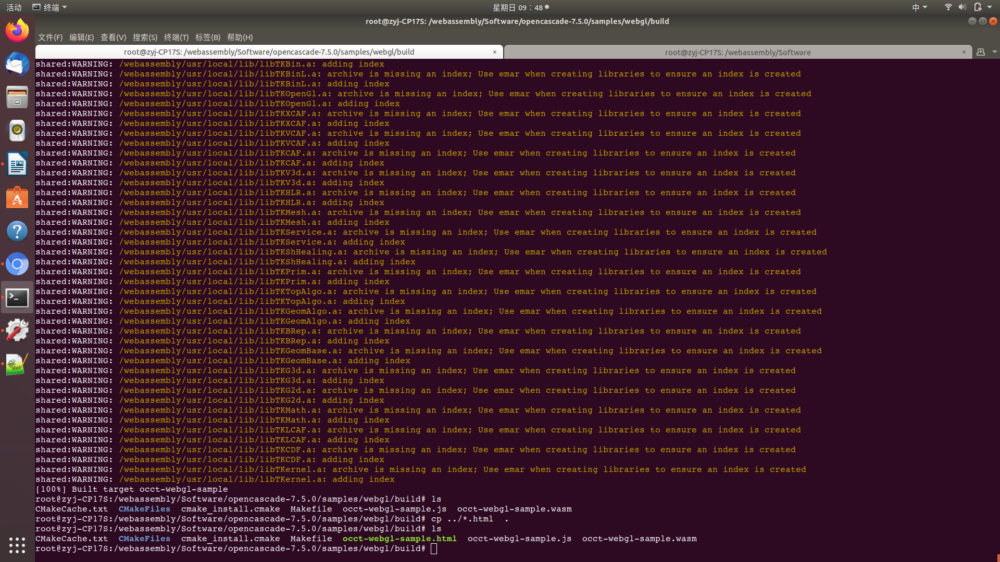 活动 终端 星期日 09：48 中
root@zyj-CP17S: /webassembly/Software/opencascade-7.5.0/samples/webgl/build
文件(F) 编辑(E) 查看(V) 搜索(S) 终端(T) 标签(B) 帮助(H)
root@zyj-CP17S: /webassembly/Software/opencascade-7.5.0/samples/webgl/build × root@zyj-CP17S: /webassembly/Software ×
shared:WARNING: /webassembly/usr/local/lib/libTKBin.a: adding index
shared:WARNING: /webassembly/usr/local/lib/libTKBinL.a: archive is missing an index; Use emar when creating libraries to ensure an index is created
shared:WARNING: /webassembly/usr/local/lib/libTKBinL.a: adding index
shared:WARNING: /webassembly/usr/local/lib/libTKOpenGl.a: archive is missing an index; Use emar when creating libraries to ensure an index is created
shared:WARNING: /webassembly/usr/local/lib/libTKOpenGl.a: adding index
shared:WARNING: /webassembly/usr/local/lib/libTKXCAF.a: archive is missing an index; Use emar when creating libraries to ensure an index is created
shared:WARNING: /webassembly/usr/local/lib/libTKXCAF.a: adding index
shared:WARNING: /webassembly/usr/local/lib/libTKVCAF.a: archive is missing an index; Use emar when creating libraries to ensure an index is created
shared:WARNING: /webassembly/usr/local/lib/libTKVCAF.a: adding index
shared:WARNING: /webassembly/usr/local/lib/libTKCAF.a: archive is missing an index; Use emar when creating libraries to ensure an index is created
shared:WARNING: /webassembly/usr/local/lib/libTKCAF.a: adding index
shared:WARNING: /webassembly/usr/local/lib/libTKV3d.a: archive is missing an index; Use emar when creating libraries to ensure an index is created
shared:WARNING: /webassembly/usr/local/lib/libTKV3d.a: adding index
shared:WARNING: /webassembly/usr/local/lib/libTKHLR.a: archive is missing an index; Use emar when creating libraries to ensure an index is created
shared:WARNING: /webassembly/usr/local/lib/libTKHLR.a: adding index
shared:WARNING: /webassembly/usr/local/lib/libTKMesh.a: archive is missing an index; Use emar when creating libraries to ensure an index is created
shared:WARNING: /webassembly/usr/local/lib/libTKMesh.a: adding index
shared:WARNING: /webassembly/usr/local/lib/libTKService.a: archive is missing an index; Use emar when creating libraries to ensure an index is created
shared:WARNING: /webassembly/usr/local/lib/libTKService.a: adding index
shared:WARNING: /webassembly/usr/local/lib/libTKShHealing.a: archive is missing an index; Use emar when creating libraries to ensure an index is created
shared:WARNING: /webassembly/usr/local/lib/libTKShHealing.a: adding index
shared:WARNING: /webassembly/usr/local/lib/libTKPrim.a: archive is missing an index; Use emar when creating libraries to ensure an index is created
shared:WARNING: /webassembly/usr/local/lib/libTKPrim.a: adding index
shared:WARNING: /webassembly/usr/local/lib/libTKTopAlgo.a: archive is missing an index; Use emar when creating libraries to ensure an index is created
shared:WARNING: /webassembly/usr/local/lib/libTKTopAlgo.a: adding index
shared:WARNING: /webassembly/usr/local/lib/libTKGeomAlgo.a: archive is missing an index; Use emar when creating libraries to ensure an index is created
shared:WARNING: /webassembly/usr/local/lib/libTKGeomAlgo.a: adding index
shared:WARNING: /webassembly/usr/local/lib/libTKBRep.a: archive is missing an index; Use emar when creating libraries to ensure an index is created
shared:WARNING: /webassembly/usr/local/lib/libTKBRep.a: adding index
shared:WARNING: /webassembly/usr/local/lib/libTKGeomBase.a: archive is missing an index; Use emar when creating libraries to ensure an index is created
shared:WARNING: /webassembly/usr/local/lib/libTKGeomBase.a: adding index
shared:WARNING: /webassembly/usr/local/lib/libTKG3d.a: archive is missing an index; Use emar when creating libraries to ensure an index is created
shared:WARNING: /webassembly/usr/local/lib/libTKG3d.a: adding index
shared:WARNING: /webassembly/usr/local/lib/libTKG2d.a: archive is missing an index; Use emar when creating libraries to ensure an index is created
shared:WARNING: /webassembly/usr/local/lib/libTKG2d.a: adding index
shared:WARNING: /webassembly/usr/local/lib/libTKMath.a: archive is missing an index; Use emar when creating libraries to ensure an index is created
shared:WARNING: /webassembly/usr/local/lib/libTKMath.a: adding index
shared:WARNING: /webassembly/usr/local/lib/libTKLCAF.a: archive is missing an index; Use emar when creating libraries to ensure an index is created
shared:WARNING: /webassembly/usr/local/lib/libTKLCAF.a: adding index
shared:WARNING: /webassembly/usr/local/lib/libTKCDF.a: archive is missing an index; Use emar when creating libraries to ensure an index is created
shared:WARNING: /webassembly/usr/local/lib/libTKCDF.a: adding index
shared:WARNING: /webassembly/usr/local/lib/libTKernel.a: archive is missing an index; Use emar when creating libraries to ensure an index is created
shared:WARNING: /webassembly/usr/local/lib/libTKernel.a: adding index
[100%] Built target occt-webgl-sample
root@zyj-CP17S:/webassembly/Software/opencascade-7.5.0/samples/webgl/build# ls
CMakeCache.txt  CMakeFiles  cmake_install.cmake  Makefile  occt-webgl-sample.js  occt-webgl-sample.wasm
root@zyj-CP17S:/webassembly/Software/opencascade-7.5.0/samples/webgl/build# cp ../*.html  .
root@zyj-CP17S:/webassembly/Software/opencascade-7.5.0/samples/webgl/build# ls
CMakeCache.txt  CMakeFiles  cmake_install.cmake  Makefile  occt-webgl-sample.html  occt-webgl-sample.js  occt-webgl-sample.wasm
root@zyj-CP17S:/webassembly/Software/opencascade-7.5.0/samples/webgl/build#